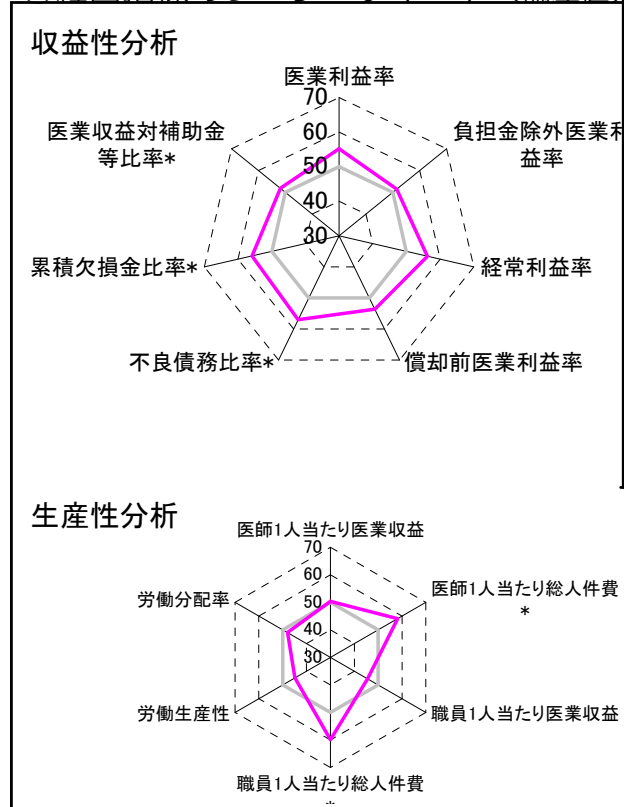 収益性分析
医業利益率
70
60
50
40
30
負担金除外医業利
益率
経常利益率
償却前医業利益率
不良債務比率*
累積欠損金比率*
医業収益対補助金
等比率*
生産性分析
医師1人当たり医業収益
70
60
50
40
30
医師1人当たり総人件費
*
職員1人当たり医業収益
職員1人当たり総人件費
*
労働生産性
労働分配率